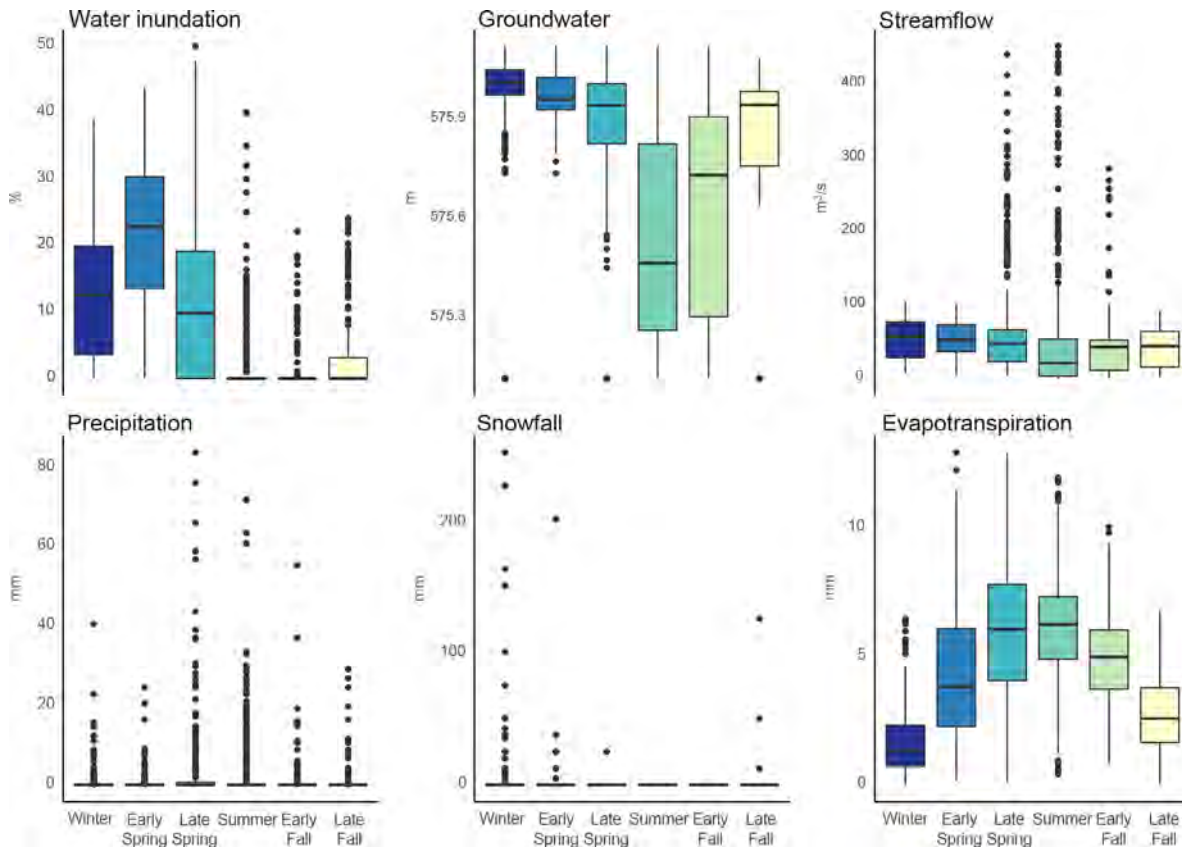 Water inundation
50
40
30
20
10
0
%
Groundwater
575.9
575.6
575.3
m
Streamflow
400
300
200
100
0
m³/s
Precipitation
80
60
40
20
0
mm
Snowfall
200
100
0
mm
Evapotranspiration
10
5
0
mm
Winter Early Late Summer Early Late
Spring Spring Fall Fall
Winter Early Late Summer Early Late
Spring Spring Fall Fall
Winter Early Late Summer Early Late
Spring Spring Fall Fall